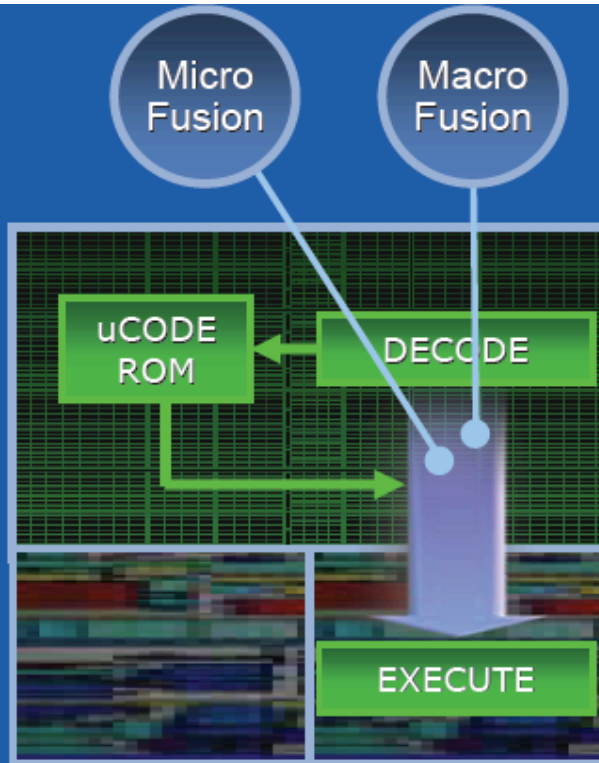 Micro
Fusion
Macro
Fusion
uCODE
ROM
DECODE
EXECUTE